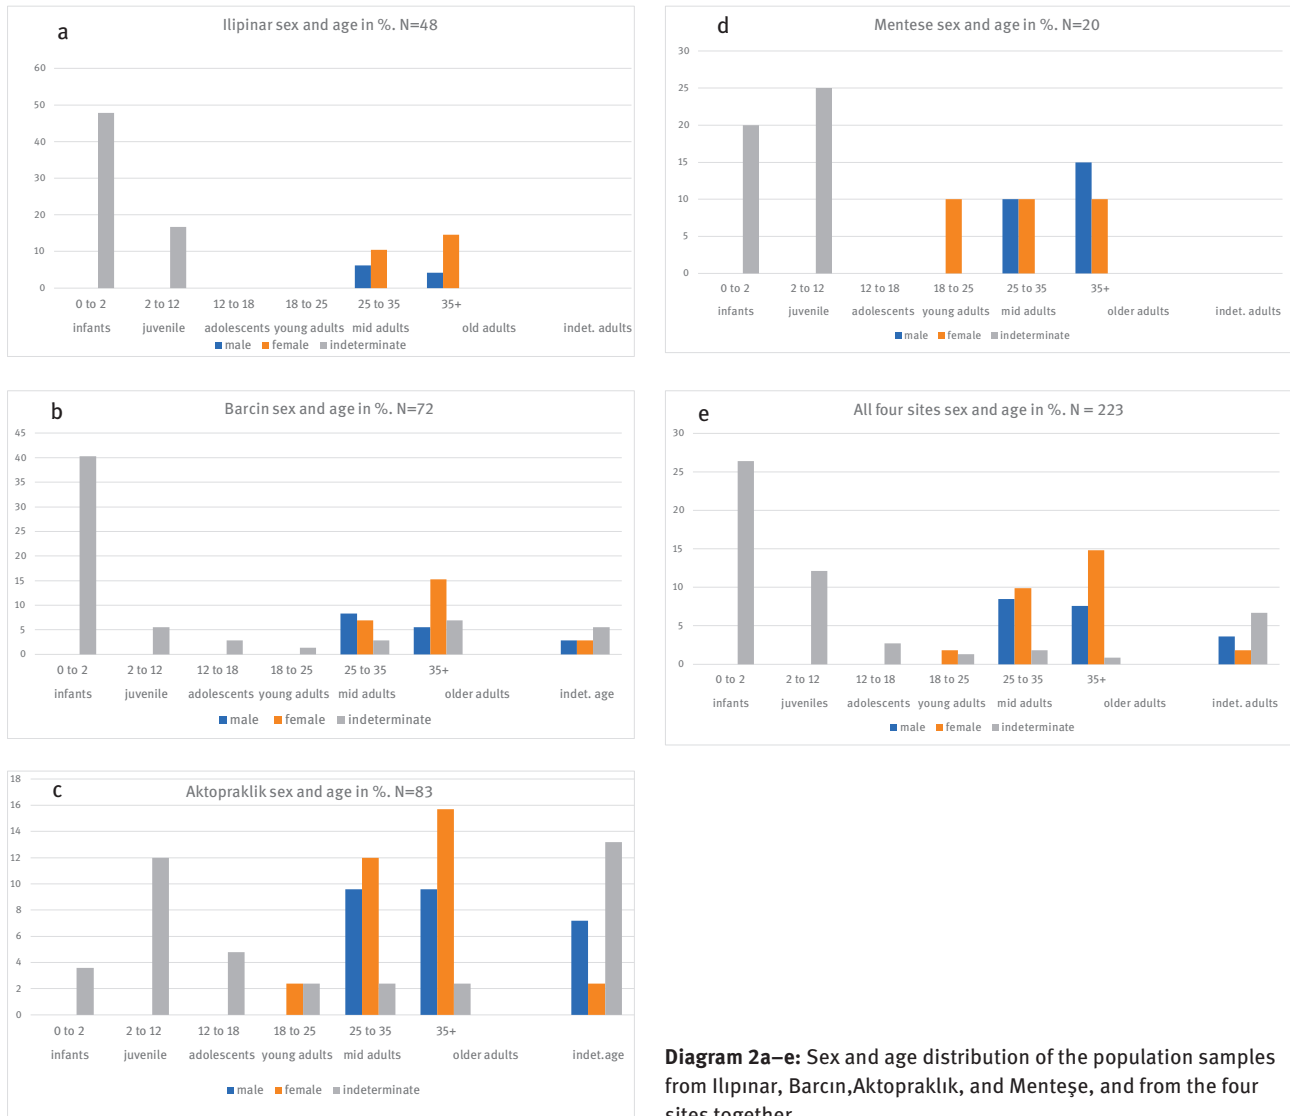 a
Ilipinar sex and age in %. N=48
60
50
40
30
20
10
0
0 to 2 2 to 12 12 to 18 18 to 25 25 to 35 35+
infants juvenile adolescents young adults mid adults old adults indet. adults
male female indeterminate
b
Barcin sex and age in %. N=72
45
40
35
30
25
20
15
10
5
0
0 to 2 2 to 12 12 to 18 18 to 25 25 to 35 35+
infants juvenile adolescents young adults mid adults older adults indet. age
male female indeterminate
c
Aktopraklik sex and age in %. N=83
18
16
14
12
10
8
6
4
2
0
0 to 2 2 to 12 12 to 18 18 to 25 25 to 35 35+
infants juvenile adolescents young adults mid adults older adults indet.age
male female indeterminate
d
Mentese sex and age in %. N=20
30
25
20
15
10
5
0
0 to 2 2 to 12 12 to 18 18 to 25 25 to 35 35+
infants juvenile adolescents young adults mid adults older adults indet. adults
male female indeterminate
e
All four sites sex and age in %. N = 223
30
25
20
15
10
5
0
0 to 2 2 to 12 12 to 18 18 to 25 25 to 35 35+
infants juveniles adolescents young adults mid adults older adults indet. adults
male female indeterminate
Diagram 2a–e: Sex and age distribution of the population samples
from Ilıpınar, Barcın,Aktopraklık, and Menteşe, and from the four
sites together